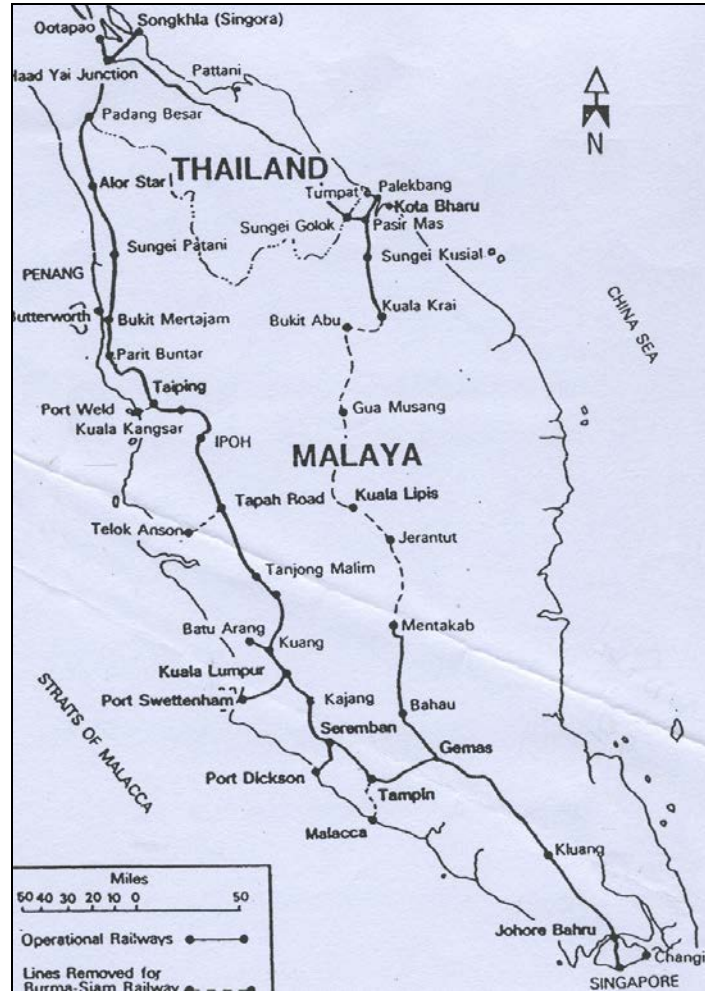 Songkhla (Singora)
Ootapao
Haad Yai Junction
Pattani
Padang Besar
N
THAILAND
Alor Star
Tumpat
Palekbang
Kota Bharu
Sungei Golok
Pasir Mas
Sungei Patani
Sungei Kusial
PENANG
CHINA SEA
Butterworth
Bukit Mertajam
Bukit Abu
Kuala Krai
Parit Buntar
Taiping
Port Weld
Kuala Kangsar
Gua Musang
IPOH
MALAYA
Tapah Road
Kuala Lipis
Telok Anson
Jerantut
Tanjong Malim
Batu Arang
Kuang
Mentakab
Kuala Lumpur
Port Swettenham
Kajang
Bahau
STRAITS OF MALACCA
Seremban
Gemas
Port Dickson
Tampin
Malacca
Kluang
Miles
50 40 20 10 0 50
Johore Bahru
Operational Railways
Changi
Lines Removed for
Burma-Siam Railway
SINGAPORE